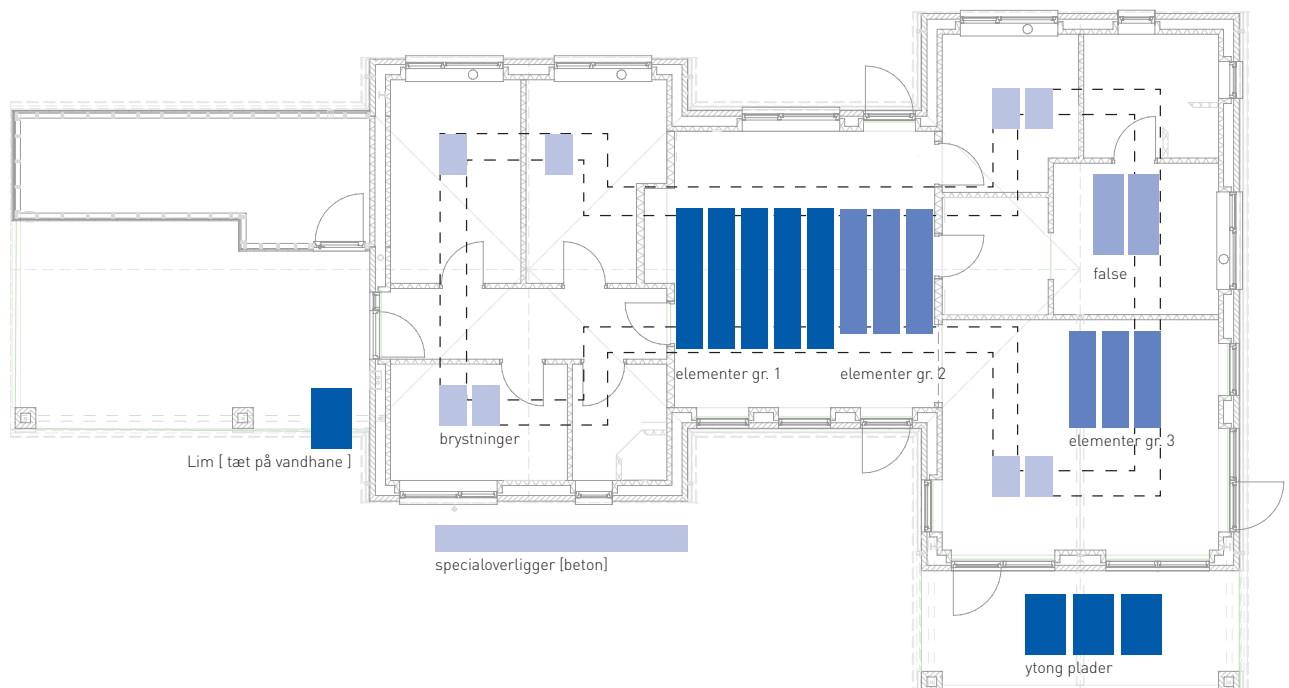 false
elementer gr. 1
elementer gr. 2
brystninger
elementer gr. 3
Lim [ tæt på vandhane ]
specialoverligger [beton]
ytong plader